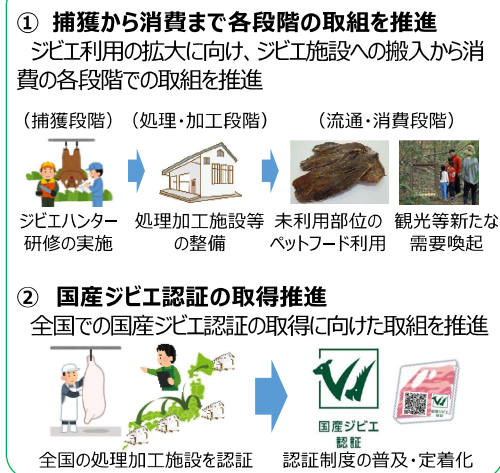 ① 捕獲から消費まで各段階の取組を推進
ジビエ利用の拡大に向け、ジビエ施設への搬入から消
費の各段階での取組を推進
（捕獲段階）
（処理・加工段階）
（流通・消費段階）
ジビエハンター
研修の実施
処理加工施設等
の整備
未利用部位の
ペットフード利用
観光等新たな
需要喚起
② 国産ジビエ認証の取得推進
全国での国産ジビエ認証の取得に向けた取組を推進
国産ジビエ
認証
全国の処理加工施設を認証
認証制度の普及・定着化